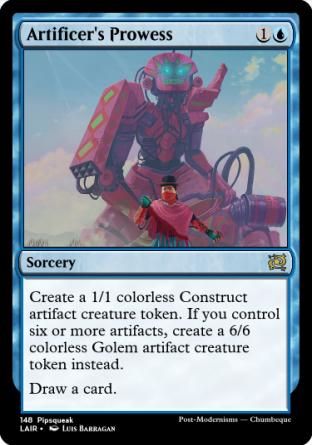 Artificer's Prowess 1
Sorcery
Create a 1/1 colorless Construct
artifact creature token. If you control
six or more artifacts, create a 6/6
colorless Golem artifact creature
token instead.
Draw a card.
148 Pipsqueak
Post-Modernisms — Chumbeque
LAIR • Luis Barragan